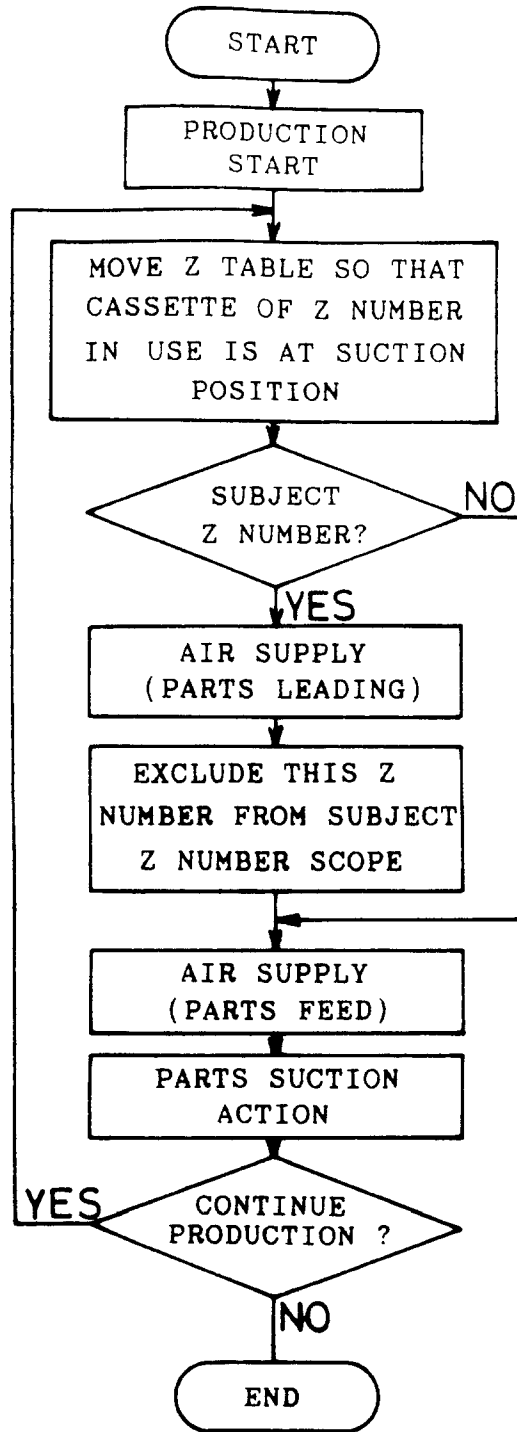 START
PRODUCTION
START
MOVE Z TABLE SO THAT
CASSETTE OF Z NUMBER
IN USE IS AT SUCTION
POSITION
SUBJECT
Z NUMBER?
NO
YES
AIR SUPPLY
(PARTS LEADING)
EXCLUDE THIS Z
NUMBER FROM SUBJECT
Z NUMBER SCOPE
AIR SUPPLY
(PARTS FEED)
PARTS SUCTION
ACTION
CONTINUE
PRODUCTION ?
YES
NO
END